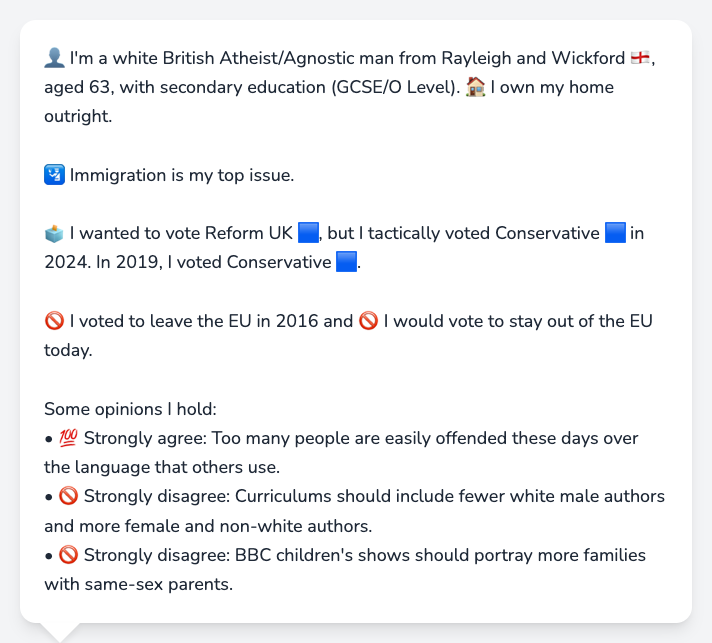 👤 I'm a white British Atheist/Agnostic man from Rayleigh and Wickford 🏴󠁧󠁢󠁥󠁮󠁧󠁿,
aged 63, with secondary education (GCSE/O Level). 🏠 I own my home
outright.
🛂 Immigration is my top issue.
🗳️ I wanted to vote Reform UK 🟦, but I tactically voted Conservative 🟦 in
2024. In 2019, I voted Conservative 🟦.
🚫 I voted to leave the EU in 2016 and 🚫 I would vote to stay out of the EU
today.
Some opinions I hold:
• 💯 Strongly agree: Too many people are easily offended these days over
the language that others use.
• 🚫 Strongly disagree: Curriculums should include fewer white male authors
and more female and non-white authors.
• 🚫 Strongly disagree: BBC children's shows should portray more families
with same-sex parents.